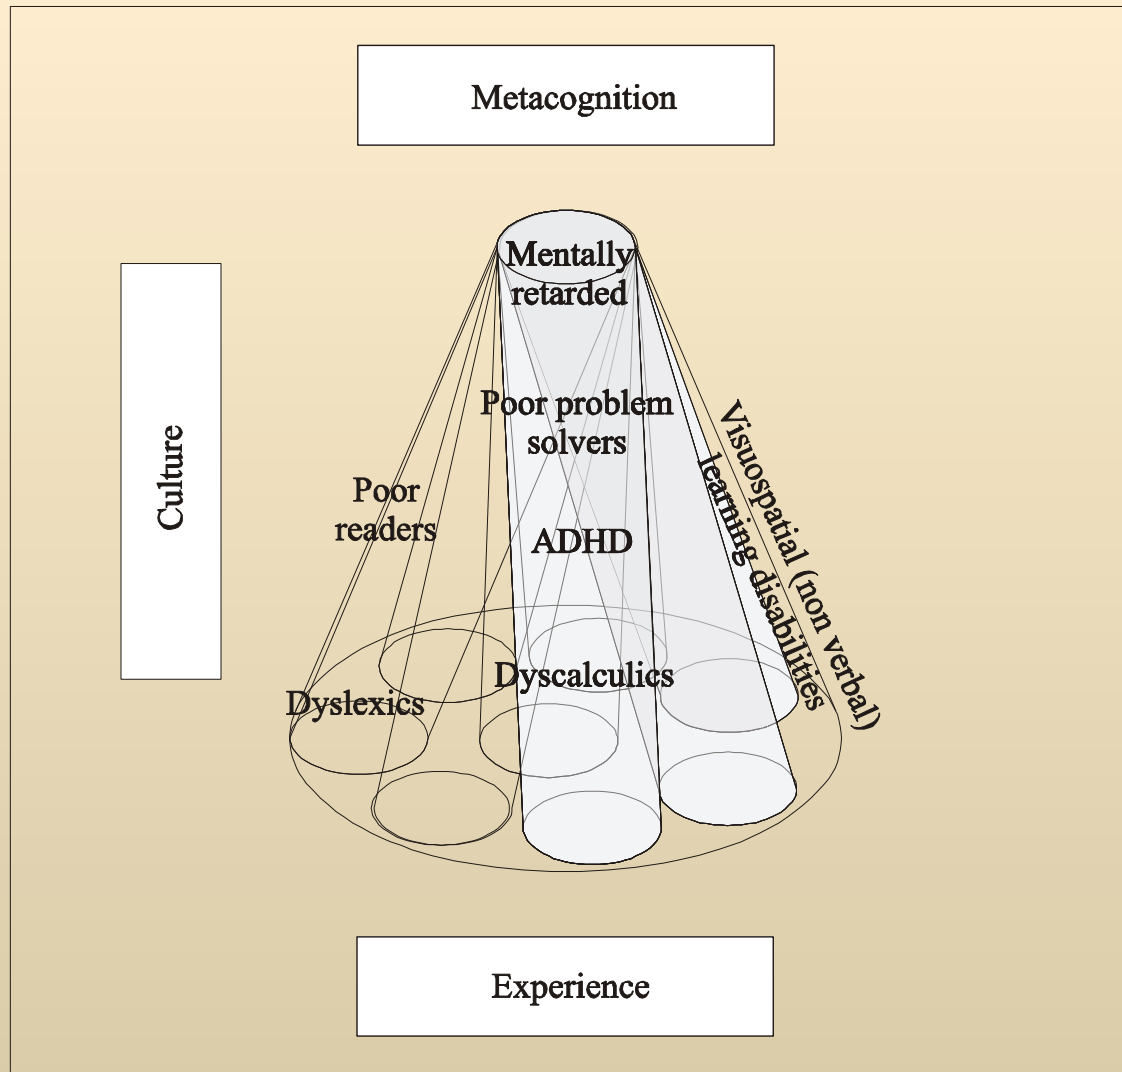 Metacognition
Mentally
retarded
Culture
Poor problem
solvers
Poor
readers
Visuospatial (non verbal)
learning disabilities
ADHD
Dyscalculics
Dyslexics
Experience